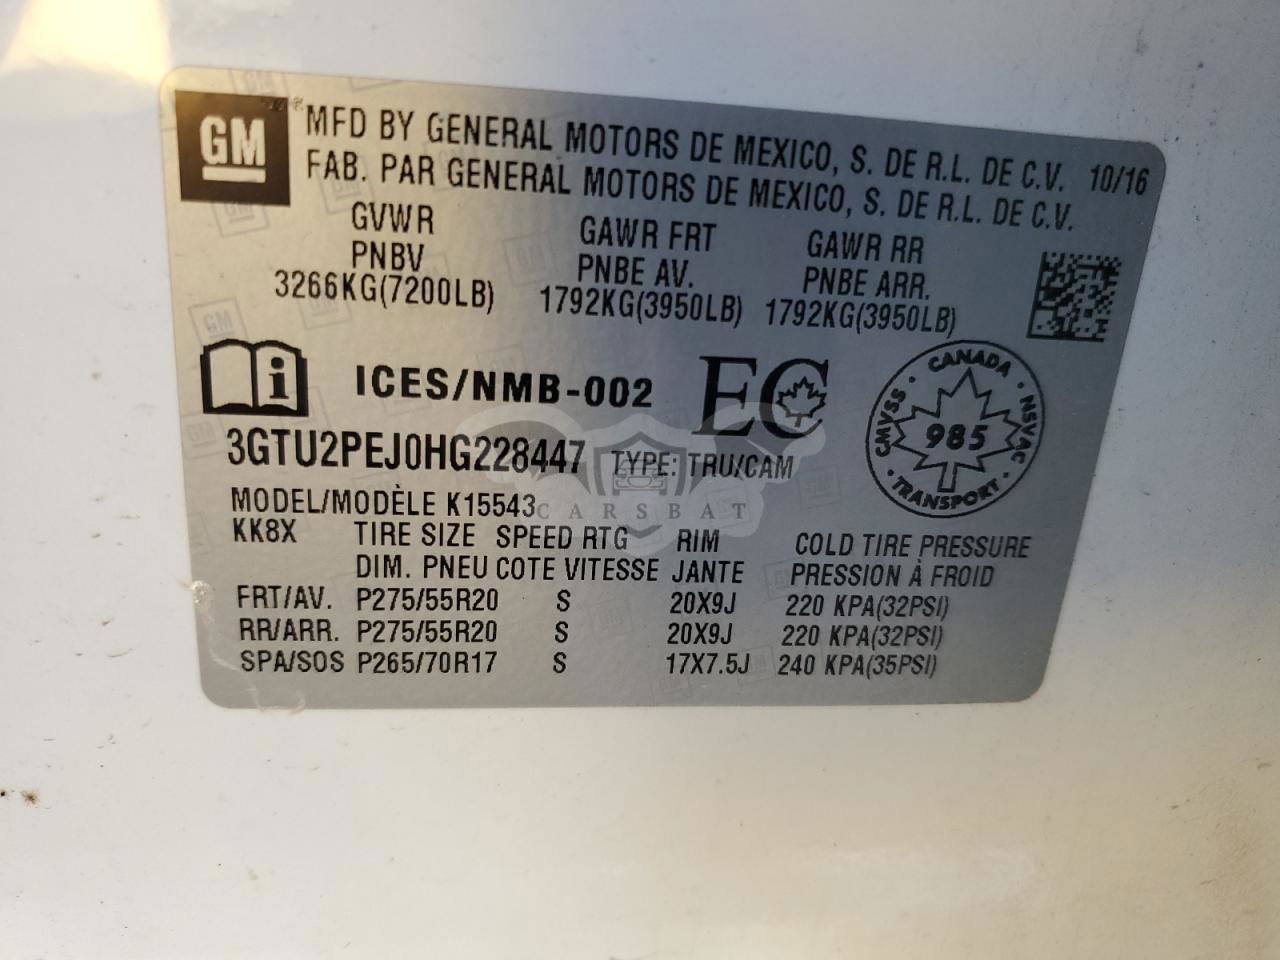 GM
MFD BY GENERAL MOTORS DE MEXICO, S. DE R.L. DE C.V. 10/16
FAB. PAR GENERAL MOTORS DE MEXICO, S. DE R.L. DE C.V.
GVWR GAWR FRT GAWR RR
PNBV PNBE AV. PNBE ARR.
3266KG(7200LB) 1792KG(3950LB) 1792KG(3950LB)
i ICES/NMB-002 EC
CANADA
CMVSS · NSVAC
985
· TRANSPORT ·
3GTU2PEJ0HG228447 TYPE: TRU/CAM
MODEL/MODÈLE K15543
CARSBAT
KK8X TIRE SIZE SPEED RTG RIM COLD TIRE PRESSURE
DIM. PNEU COTE VITESSE JANTE PRESSION À FROID
FRT/AV. P275/55R20 S 20X9J 220 KPA(32PSI)
RR/ARR. P275/55R20 S 20X9J 220 KPA(32PSI)
SPA/SOS P265/70R17 S 17X7.5J 240 KPA(35PSI)